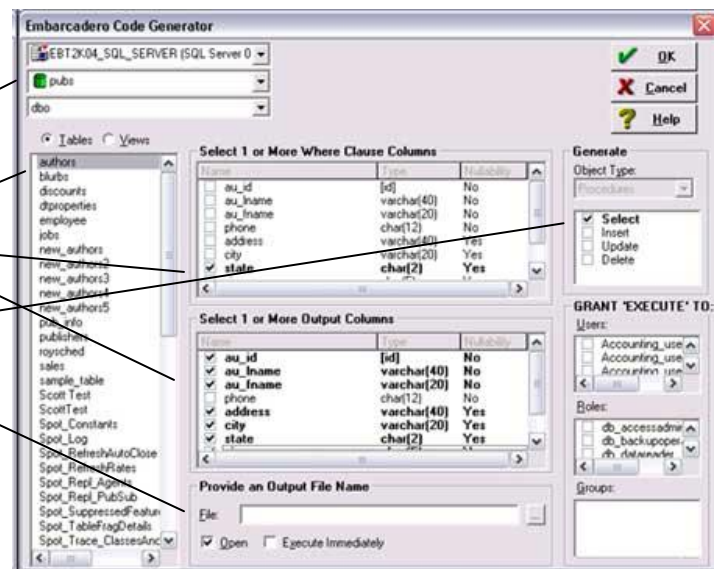 Embarcadero Code Generator
EBT2K04_SQL_SERVER (SQL Server 0
pubs
dbo
Tables Views
authors
blurbs
discounts
dtproperties
employee
jobs
new_authors
new_authors2
new_authors3
new_authors4
new_authors5
pub_info
publishers
roysched
sales
sample_table
Scott Test
ScottTest
Spot_Constants
Spot_Log
Spot_RefreshAutoClose
Spot_RefreshRates
Spot_Repl_Agents
Spot_Repl_PubSub
Spot_SuppressedFeature
Spot_TableFragDetails
Spot_Trace_ClassesAnc
Select 1 or More Where Clause Columns
Name Type Nullability
au_id [id] No
au_lname varchar(40) No
au_fname varchar(20) No
phone char(12) No
address varchar(40) Yes
city varchar(20) Yes
state char(2) Yes
Select 1 or More Output Columns
Name Type Nullability
au_id [id] No
au_lname varchar(40) No
au_fname varchar(20) No
phone char(12) No
address varchar(40) Yes
city varchar(20) Yes
state char(2) Yes
Provide an Output File Name
File:
Open Execute Immediately
OK
Cancel
Help
Generate
Object Type:
Procedures
Select
Insert
Update
Delete
GRANT 'EXECUTE' TO:
Users:
Accounting_use
Accounting_use
Accounting_use
Roles:
db_accessadmin
db_backupoper
db_datareader
Groups: